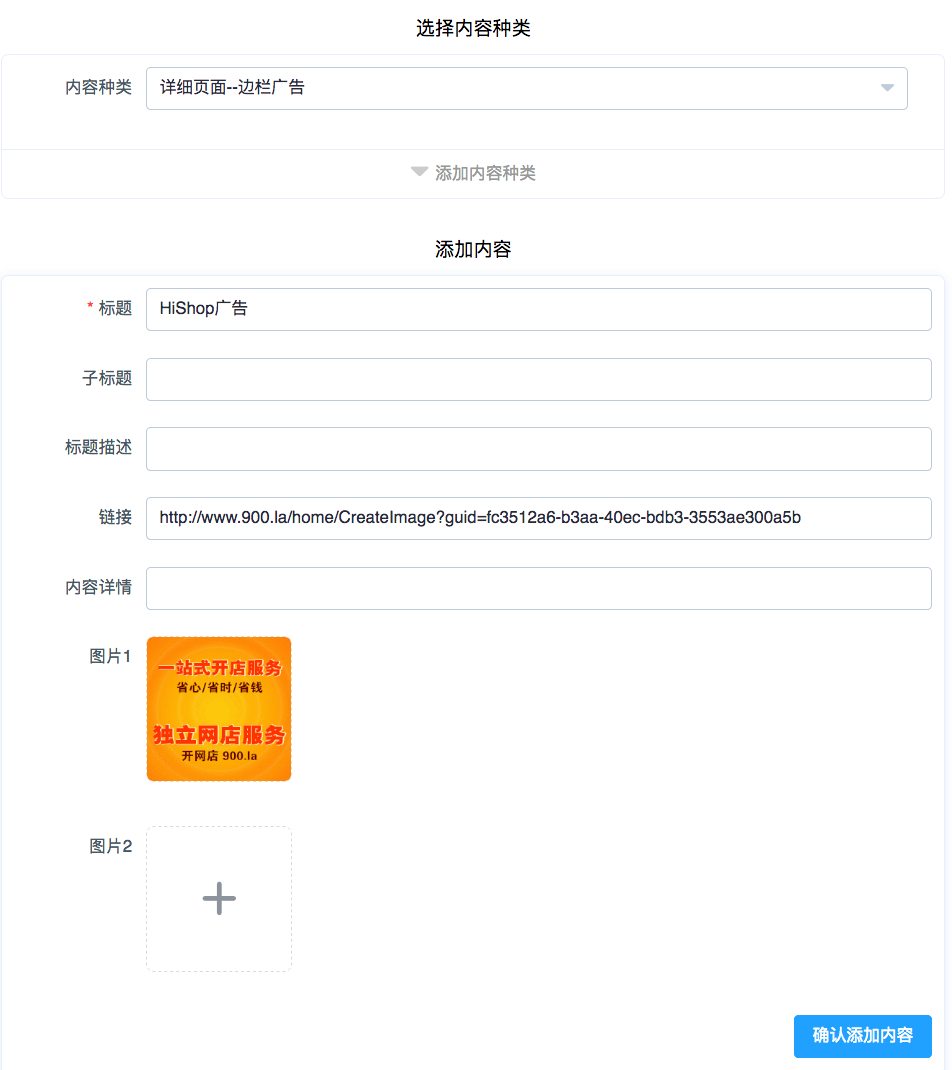 选择内容种类
内容种类 详细页面--边栏广告
添加内容种类
添加内容
* 标题 HiShop广告
子标题
标题描述
链接 http://www.900.la/home/CreateImage?guid=fc3512a6-b3aa-40ec-bdb3-3553ae300a5b
内容详情
图片1
一站式开店服务
省心/省时/省钱
独立网店服务
开网店 900.la
图片2
确认添加内容